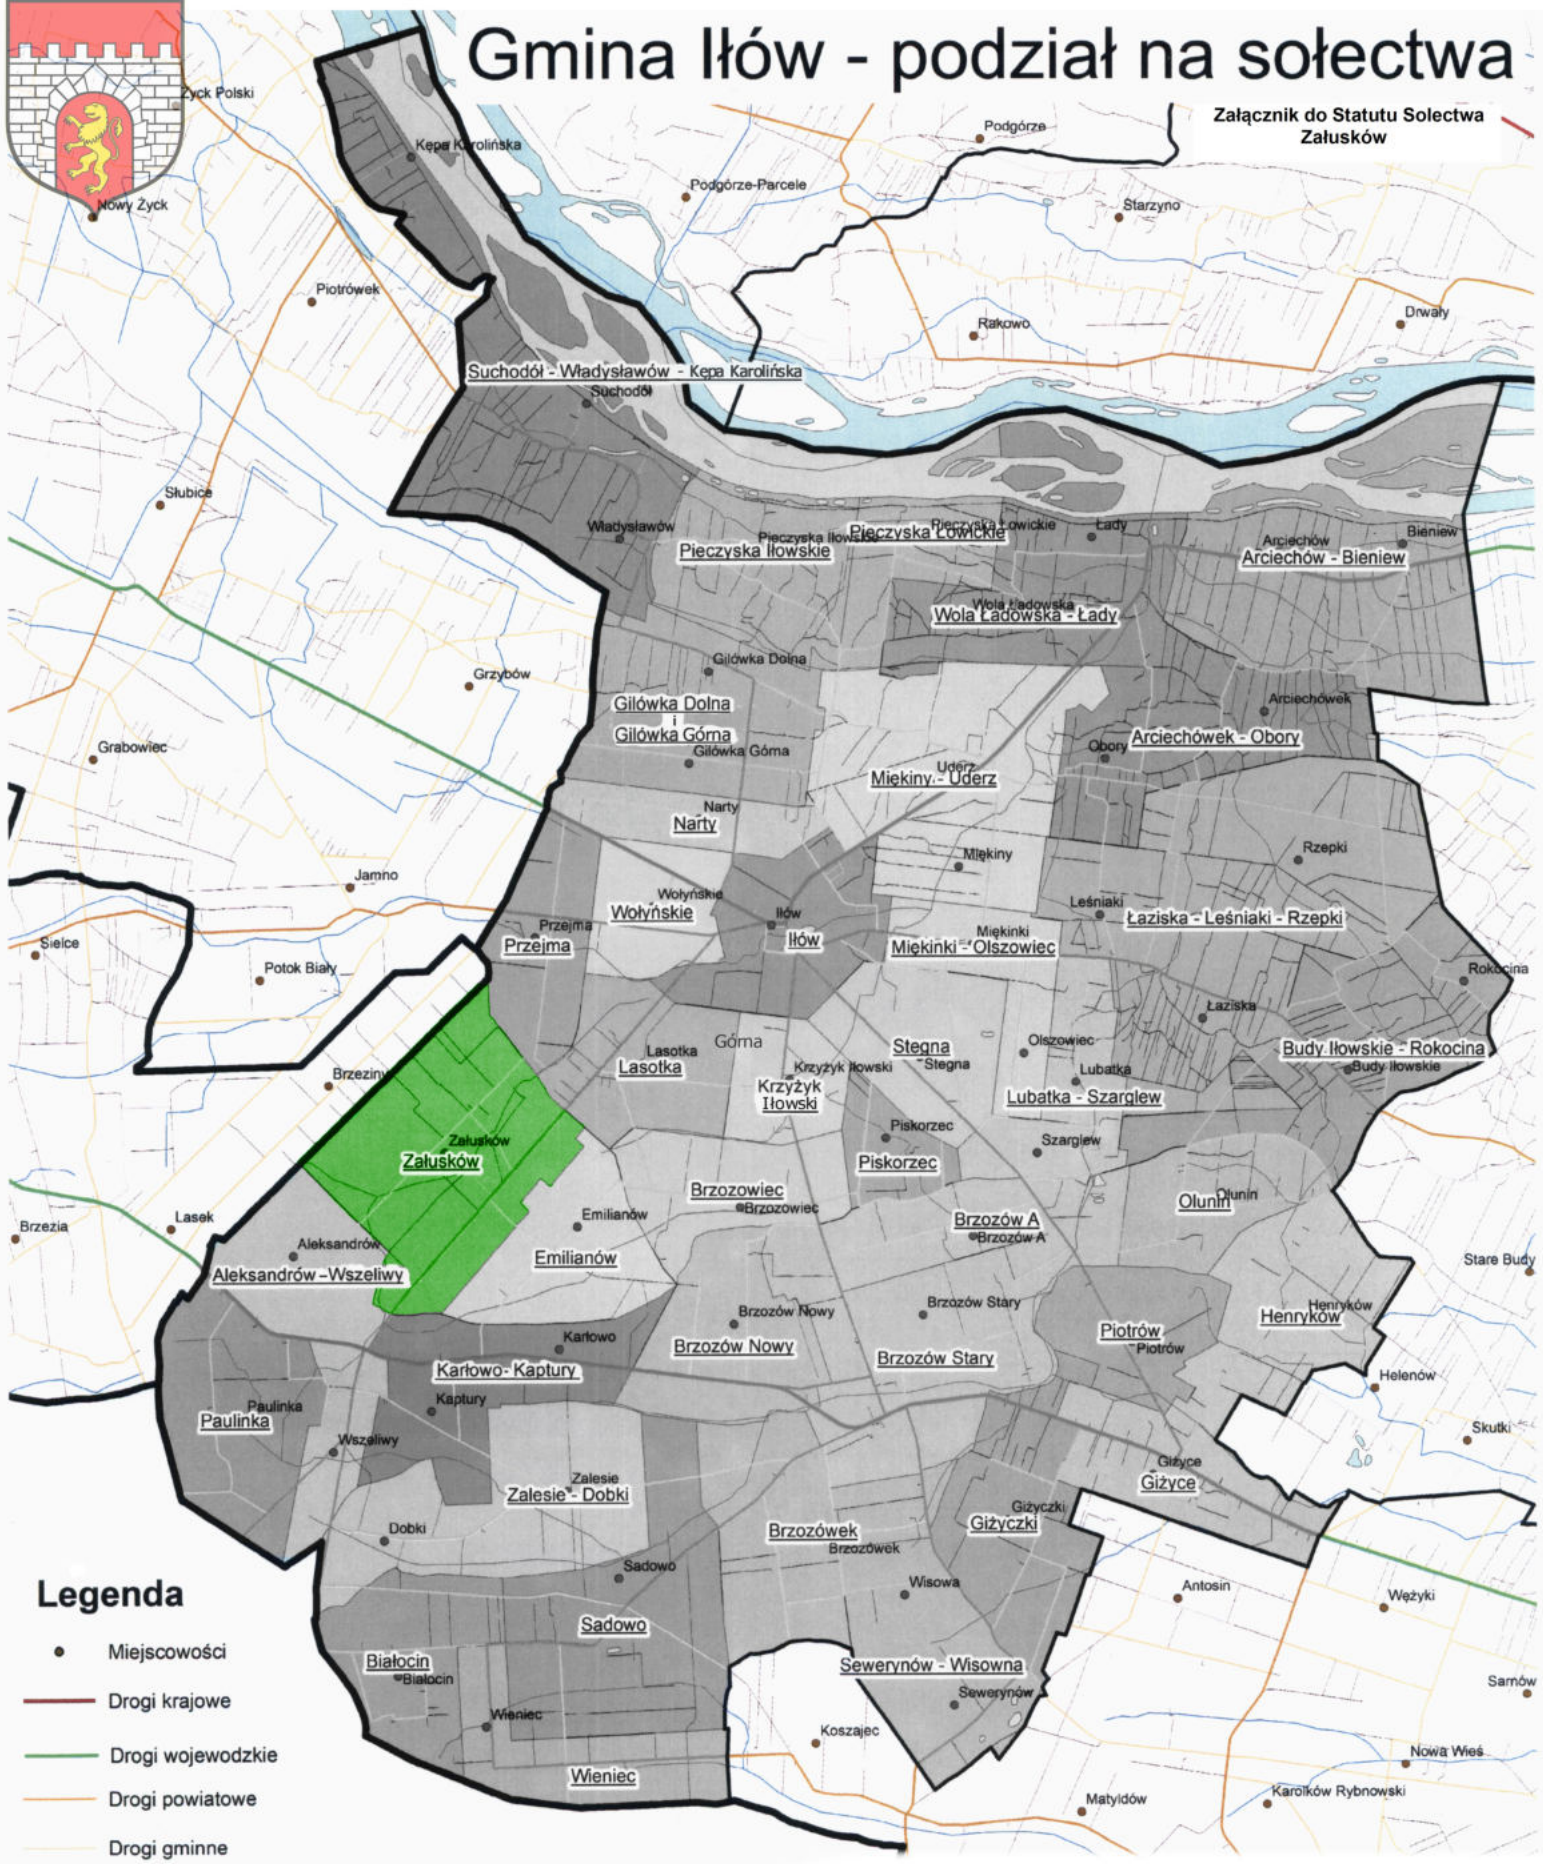 Gmina Iłów - podział na sołectwa
Załącznik do Statutu Solectwa
Załusków
Życk Polski
Podgórze
Kępa Karolińska
Podgórze-Parcele
Nowy Życk
Starzyno
Piotrówek
Drwały
Rakowo
Suchodół - Władysławów - Kępa Karolińska
Suchodół
Słubice
Władysławów
Pieczyska Iłowskie
Pieczyska Iłowskie
Pieczyska Łowickie
Pieczyska Łowickie
Łady
Arciechów
Bieniew
Arciechów - Bieniew
Wola Ładowska
Wola Ładowska - Łady
Gilówka Dolna
Grzybów
Gilówka Dolna
i
Gilówka Górna
Gilówka Górna
Arciechówek
Arciechówek - Obory
Obory
Grabowiec
Uderz
Miękiny - Uderz
Narty
Narty
Miękiny
Rzepki
Jamno
Wołyńskie
Wołyńskie
Leśniaki
Łaziska - Leśniaki - Rzepki
Iłów
Iłów
Przejma
Przejma
Miękinki
Miękinki - Olszowiec
Sielce
Potok Biały
Rokocina
Łaziska
Górna
Lasotka
Lasotka
Stegna
Stegna
Olszowiec
Budy Iłowskie - Rokocina
Budy Iłowskie
Krzyżyk Iłowski
Krzyżyk
Iłowski
Lubatka
Lubatka - Szarglew
Brzeziny
Piskorzec
Piskorzec
Szarglew
Załusków
Załusków
Brzozowiec
Brzozowiec
Olunin
Olunin
Lasek
Brzezia
Emilianów
Emilianów
Brzozów A
Brzozów A
Aleksandrów
Aleksandrów -Wszeliwy
Stare Budy
Brzozów Nowy
Brzozów Nowy
Brzozów Stary
Brzozów Stary
Henryków
Henryków
Piotrów
Piotrów
Karłowo
Karłowo- Kaptury
Helenów
Kaptury
Paulinka
Paulinka
Skutki
Wszeliwy
Giżyce
Giżyce
Zalesie
Zalesie - Dobki
Giżyczki
Giżyczki
Dobki
Brzozówek
Brzozówek
Sadowo
Wisowa
Antosin
Wężyki
Legenda
Sadowo
Miejscowości
Białocin
Białocin
Sewerynów - Wisowna
Sewerynów
Sarnów
Drogi krajowe
Wieniec
Koszajec
Drogi wojewodzkie
Nowa Wieś
Wieniec
Drogi powiatowe
Matyldów
Karolków Rybnowski
Drogi gminne